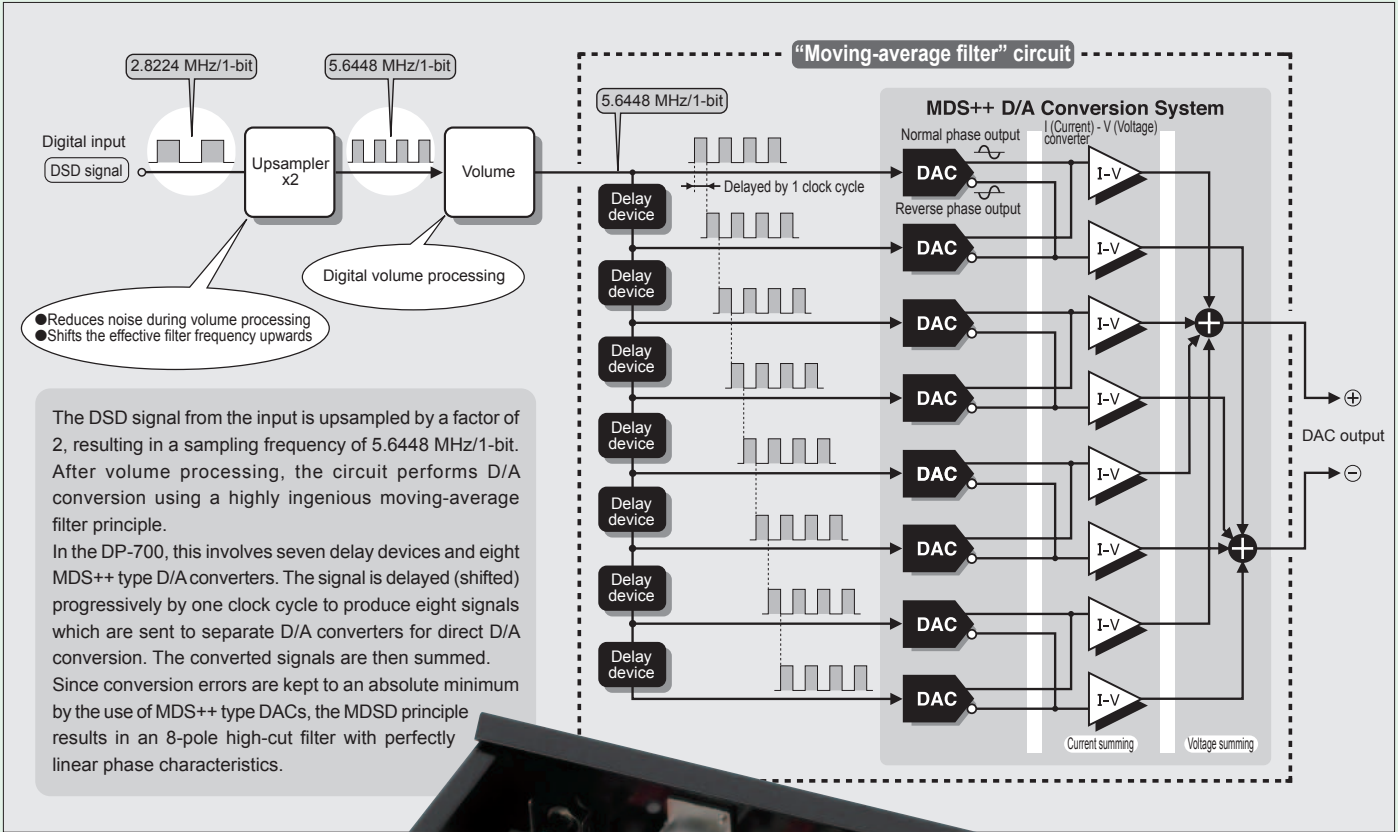 “Moving-average filter” circuit
2.8224 MHz/1-bit
5.6448 MHz/1-bit
5.6448 MHz/1-bit
Digital input
DSD signal
Upsampler
x2
Volume
●Reduces noise during volume processing
●Shifts the effective filter frequency upwards
Digital volume processing
Delayed by 1 clock cycle
Delay
device
Delay
device
Delay
device
Delay
device
Delay
device
Delay
device
Delay
device
MDS++ D/A Conversion System
Normal phase output
Reverse phase output
I (Current) - V (Voltage)
converter
DAC
DAC
DAC
DAC
DAC
DAC
DAC
DAC
I-V
I-V
I-V
I-V
I-V
I-V
I-V
I-V
Current summing
Voltage summing
+
+
⊕
DAC output
⊖
The DSD signal from the input is upsampled by a factor of
2, resulting in a sampling frequency of 5.6448 MHz/1-bit.
After volume processing, the circuit performs D/A
conversion using a highly ingenious moving-average
filter principle.
In the DP-700, this involves seven delay devices and eight
MDS++ type D/A converters. The signal is delayed (shifted)
progressively by one clock cycle to produce eight signals
which are sent to separate D/A converters for direct D/A
conversion. The converted signals are then summed.
Since conversion errors are kept to an absolute minimum
by the use of MDS++ type DACs, the MDSD principle
results in an 8-pole high-cut filter with perfectly
linear phase characteristics.